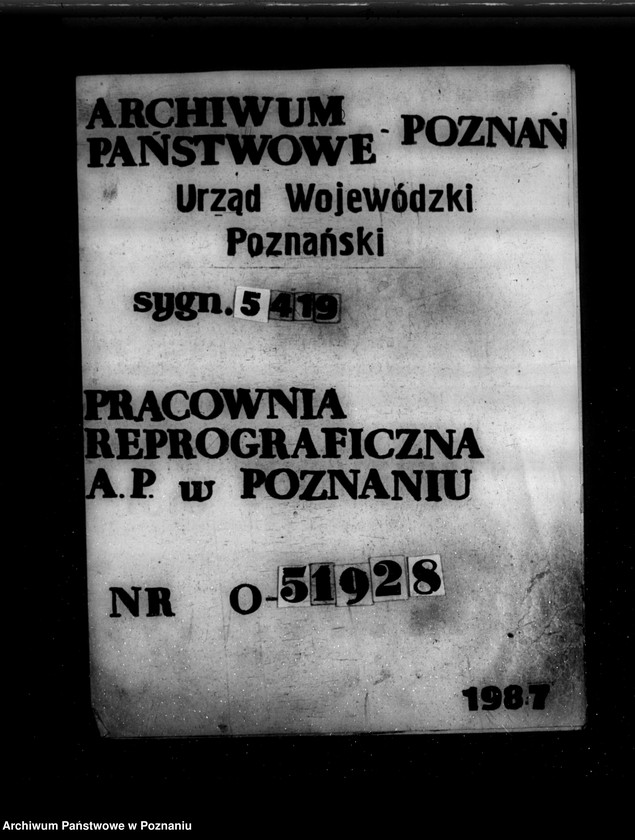 ARCHIWUM
PAŃSTWOWE - POZNAŃ
Urząd Wojewódzki
Poznański
sygn. 5419
PRACOWNIA
REPROGRAFICZNA
A.P. w POZNANIU
NR O-51928
1987
Archiwum Państwowe w Poznaniu